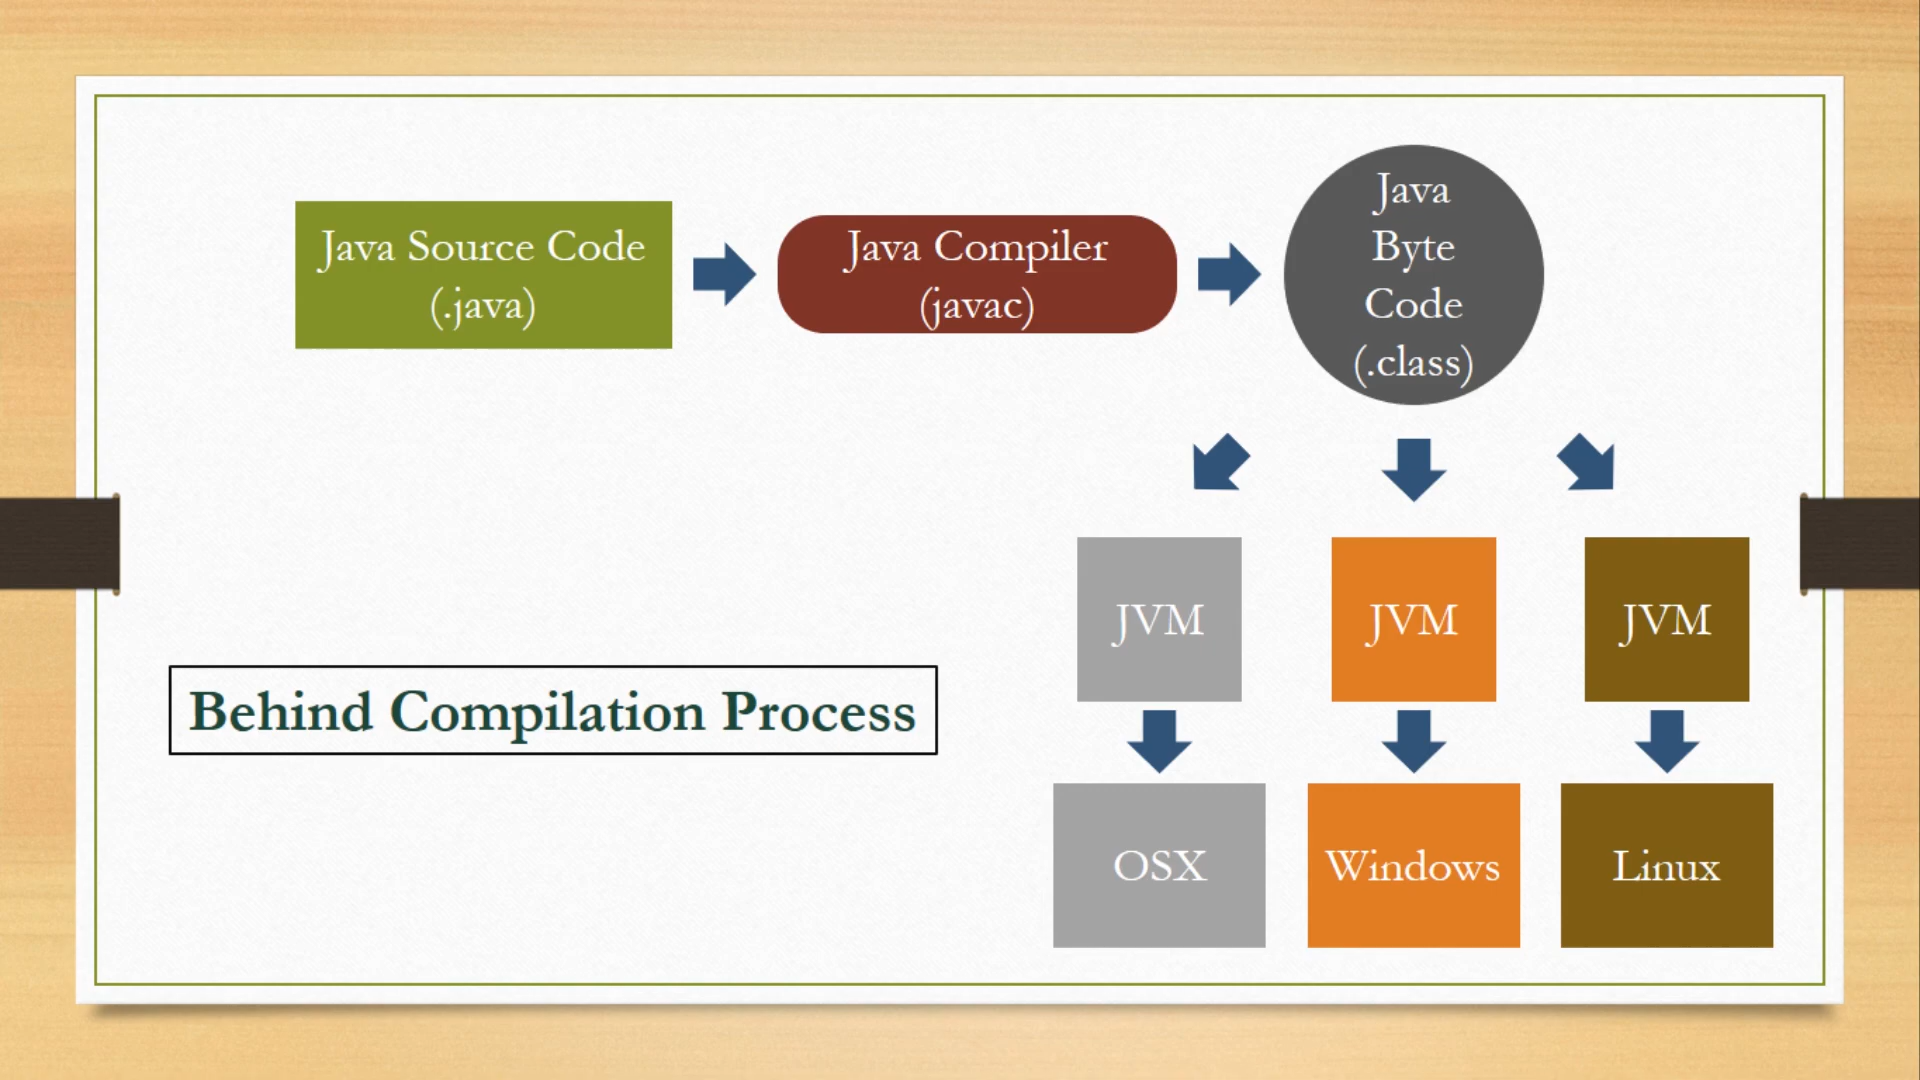 Java Source Code
(.java)
Java Compiler
(javac)
Java
Byte
Code
(.class)
JVM
JVM
JVM
Behind Compilation Process
OSX
Windows
Linux